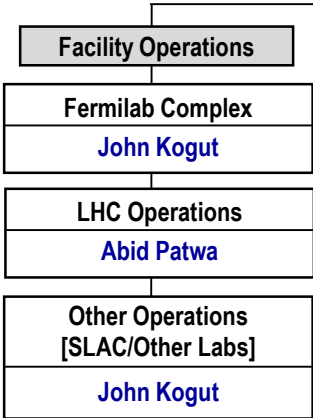 Facility Operations
Fermilab Complex
John Kogut
LHC Operations
Abid Patwa
Other Operations
[SLAC/Other Labs]
John Kogut